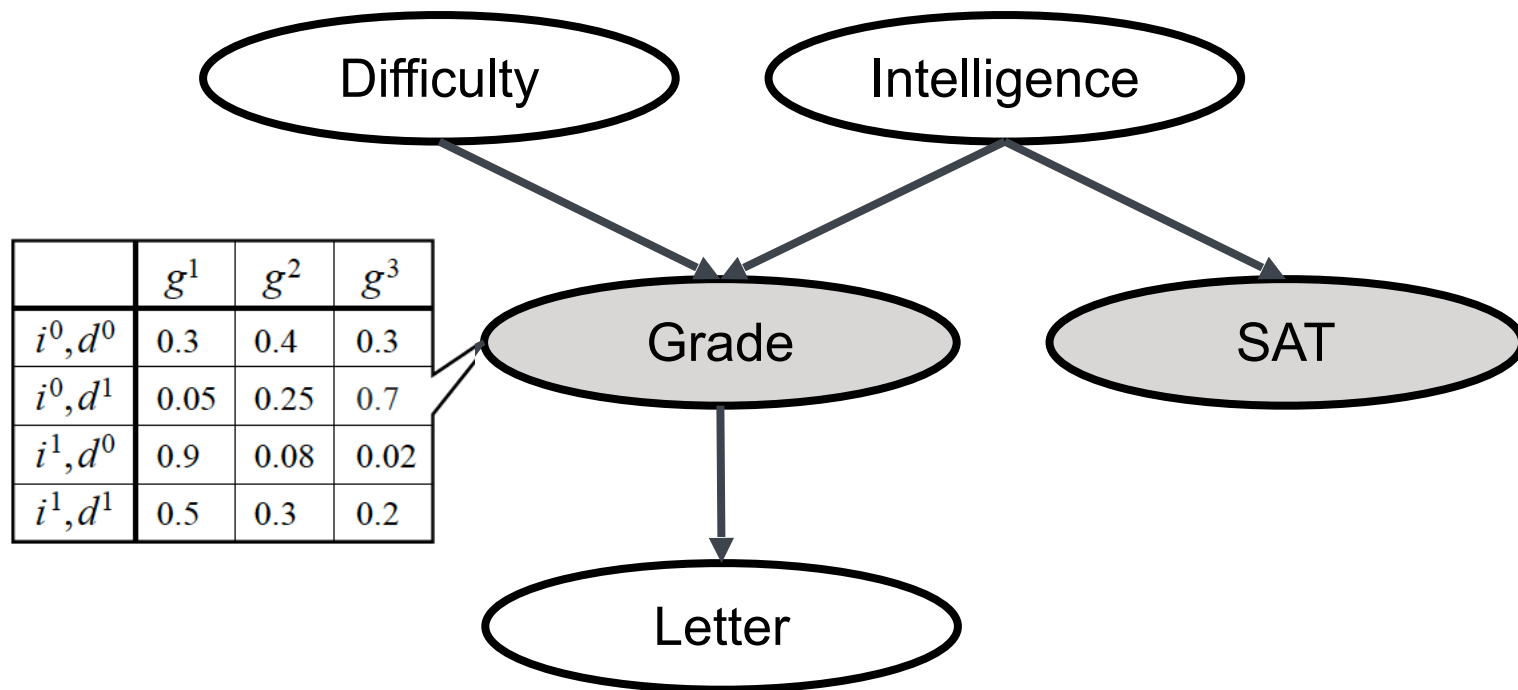 Difficulty Intelligence
g¹ g² g³
i⁰,d⁰ 0.3 0.4 0.3
i⁰,d¹ 0.05 0.25 0.7
i¹,d⁰ 0.9 0.08 0.02
i¹,d¹ 0.5 0.3 0.2
Grade SAT
Letter